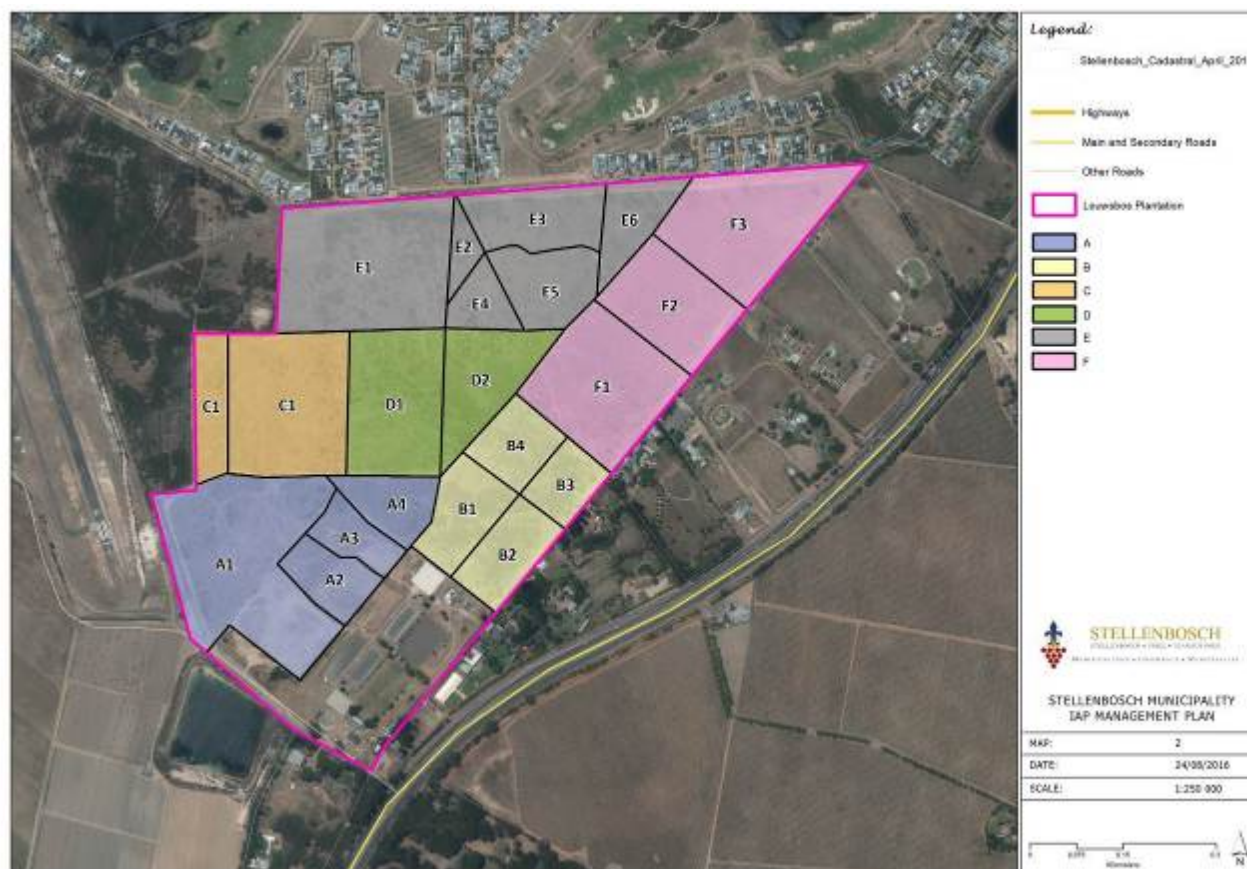 Legend:
Stellenbosch_Cadastral_April_201
Highways
Main and Secondary Roads
Other Roads
Louwsbos Plantation
A
B
C
D
E
F
E1
E2
E3
E4
E5
E6
F3
F2
F1
C1
C1
D1
D2
B4
B3
B1
B2
A4
A3
A1
A2
STELLENBOSCH
STELLENBOSCH MUNICIPALITY
IAP MANAGEMENT PLAN
MAP: 2
DATE: 24/08/2016
SCALE: 1:250 000
Kilometers
N